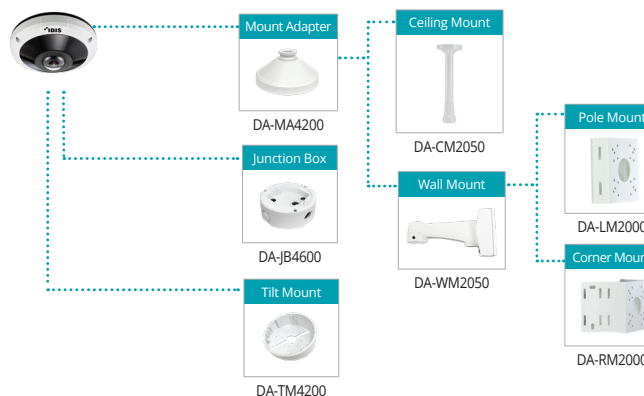 IDIS
Mount Adapter
DA-MA4200
Ceiling Mount
DA-CM2050
Pole Mount
DA-LM2000
Junction Box
DA-JB4600
Wall Mount
DA-WM2050
Corner Moun
DA-RM2000
Tilt Mount
DA-TM4200